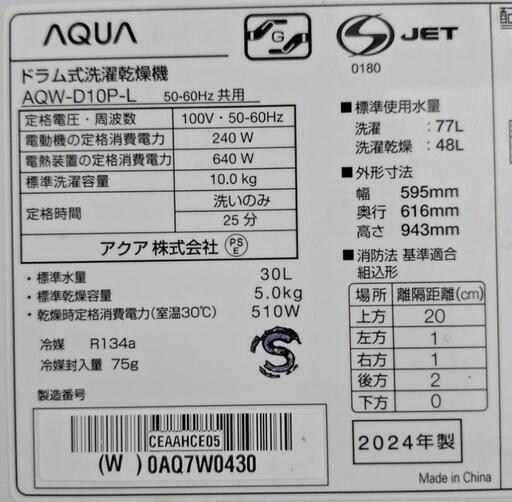 AQUA
G
JET
0180
配
ドラム式洗濯乾燥機
AQW-D10P-L 50-60Hz 共用
定格電圧・周波数 100V・50-60Hz
電動機の定格消費電力 240 W
電熱装置の定格消費電力 640 W
標準洗濯容量 10.0 kg
定格時間 洗いのみ
25 分
アクア 株式会社 PSE
・標準水量 30L
・標準乾燥容量 5.0kg
・乾燥時定格消費電力(室温30℃) 510W
冷媒 R134a
冷媒封入量 75g
製造番号
CEAAHCE05
(W) 0AQ7W0430
■標準使用水量
洗濯 : 77L
洗濯乾燥 : 48L
■外形寸法
幅 595mm
奥行 616mm
高さ 943mm
■消防法 基準適合
組込形
場所 離隔距離(cm)
上方 20
左方 1
右方 1
後方 2
下方 0
2024年製
Made in China